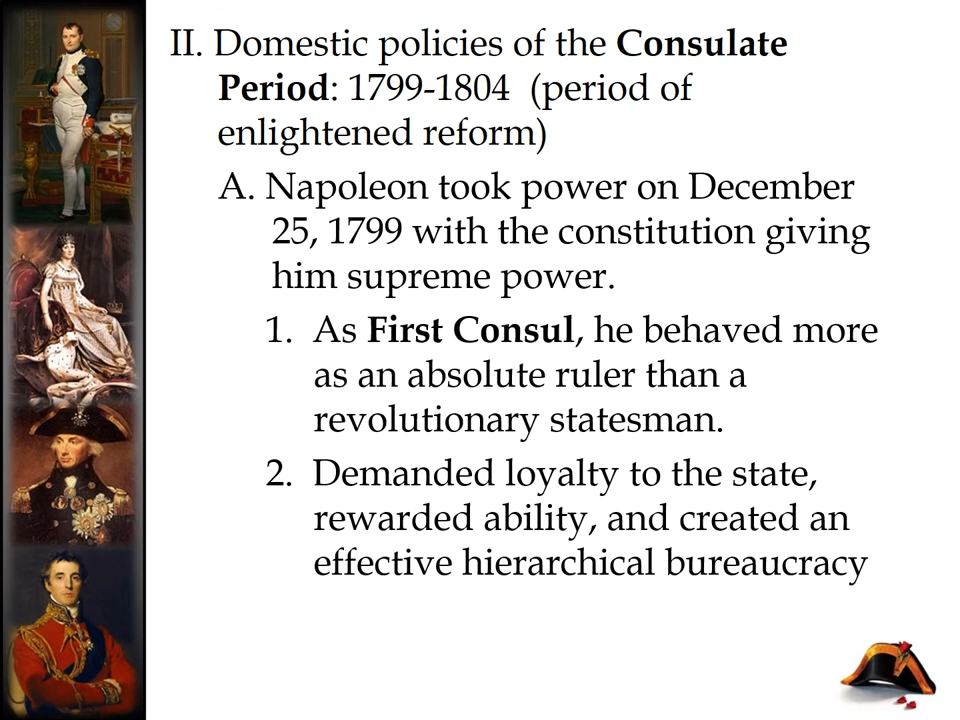 II. Domestic policies of the Consulate
Period: 1799-1804 (period of
enlightened reform)
A. Napoleon took power on December
25, 1799 with the constitution giving
him supreme power.
1. As First Consul, he behaved more
as an absolute ruler than a
revolutionary statesman.
2. Demanded loyalty to the state,
rewarded ability, and created an
effective hierarchical bureaucracy